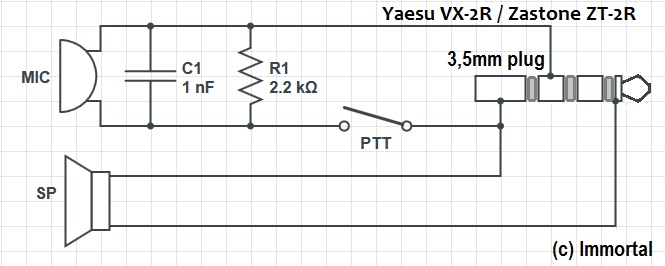 Yaesu VX-2R / Zastone ZT-2R
3,5mm plug
MIC
C1
1 nF
R1
2.2 kΩ
PTT
SP
(c) Immortal